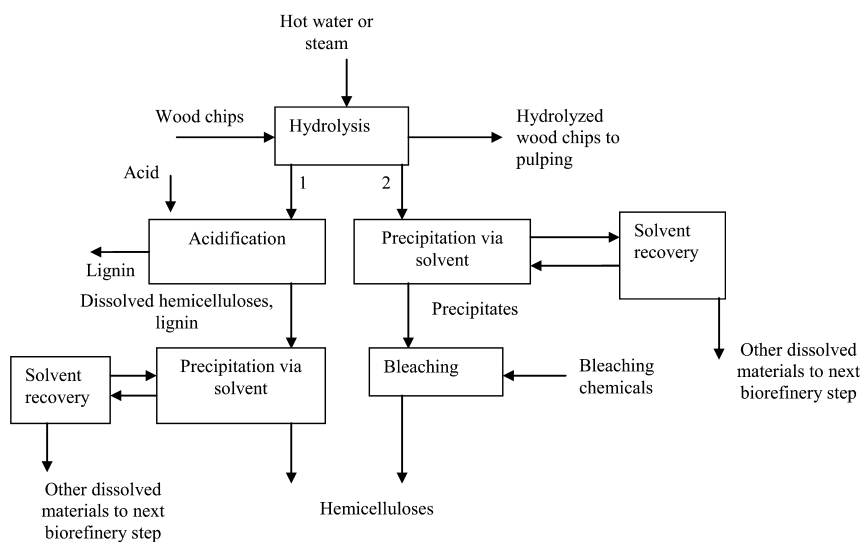 Hot water or
steam
Wood chips
Hydrolysis
Hydrolyzed
wood chips to
pulping
Acid
1
2
Acidification
Precipitation via
solvent
Solvent
recovery
Lignin
Dissolved hemicelluloses,
lignin
Precipitates
Solvent
recovery
Precipitation via
solvent
Bleaching
Bleaching
chemicals
Other dissolved
materials to next
biorefinery step
Other dissolved
materials to next
biorefinery step
Hemicelluloses